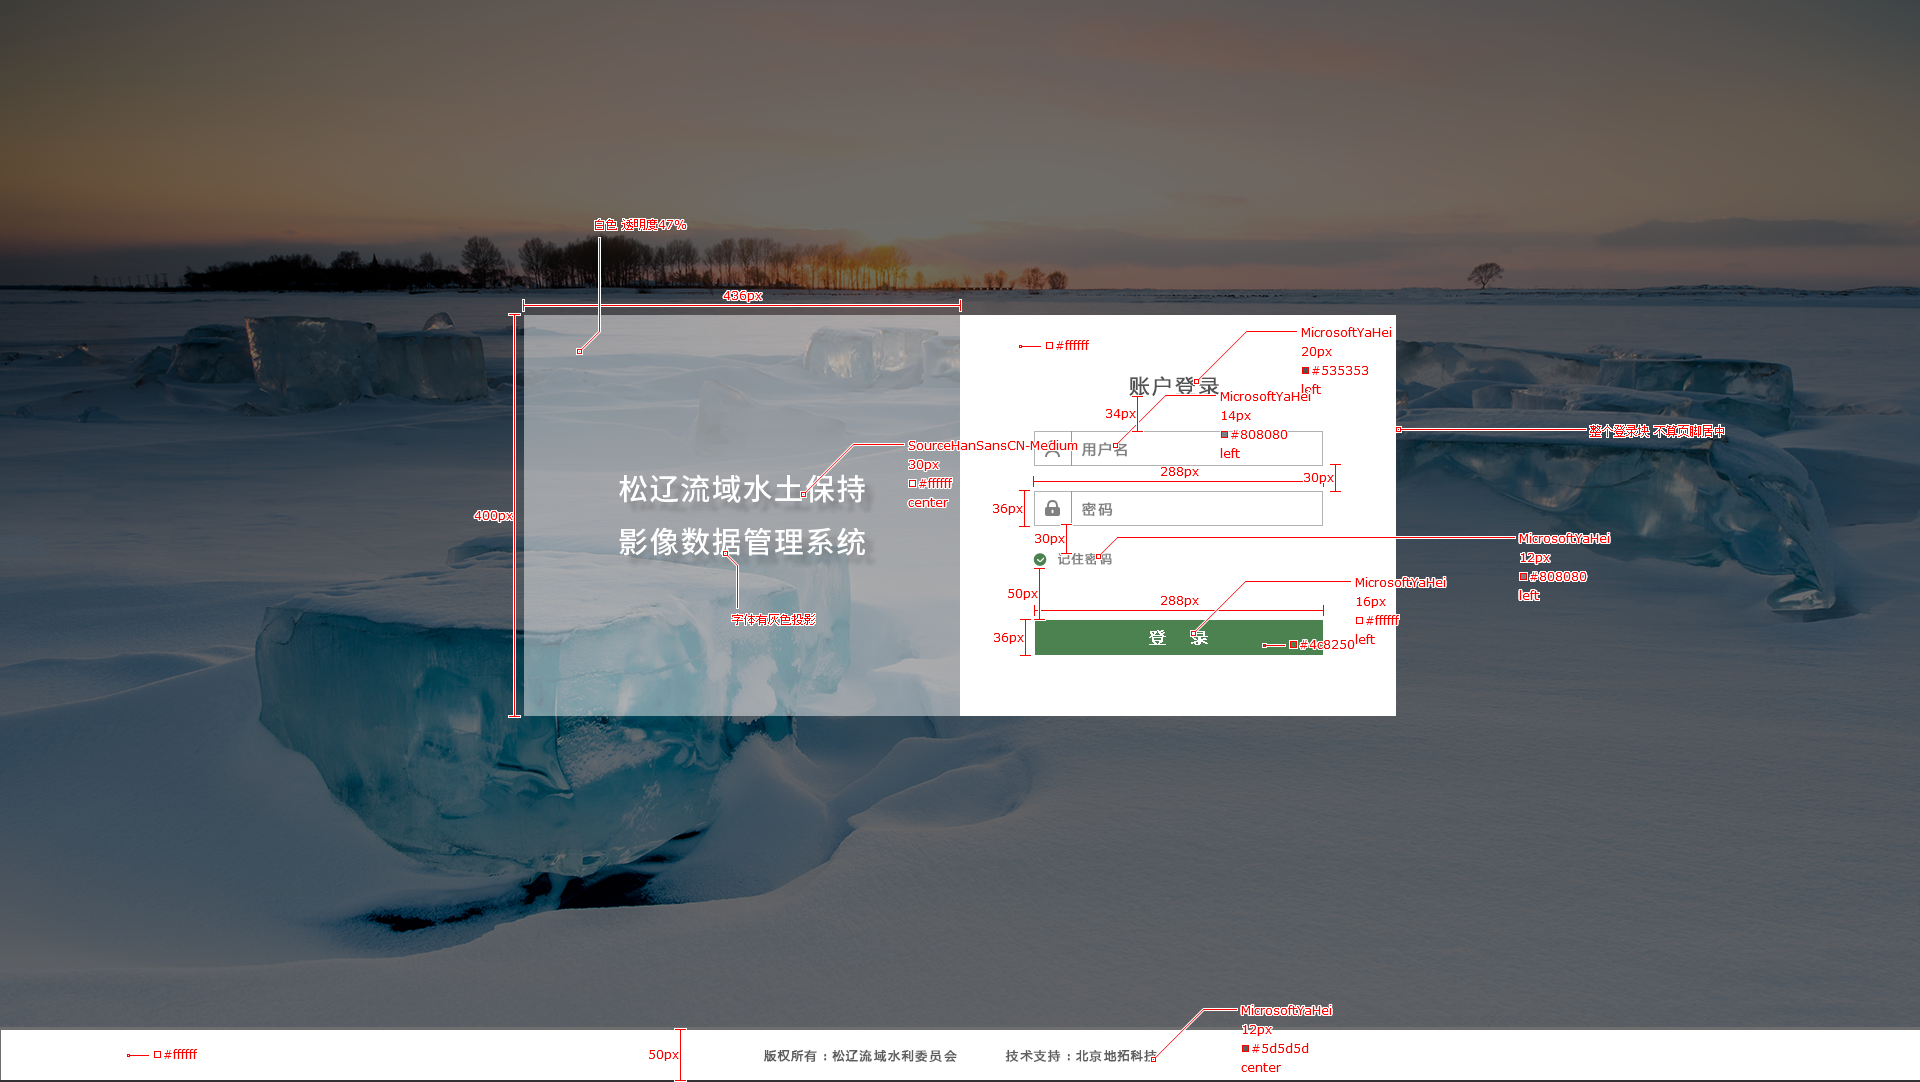 白色 透明度47%
436px
400px
松辽流域水土保持
影像数据管理系统
SourceHanSansCN-Medium
30px
#ffffff
center
字体有灰色投影
#ffffff
账户登录
MicrosoftYaHei
20px
#535353
left
34px
用户名
MicrosoftYaHei
14px
#808080
left
288px
30px
36px
密码
30px
记住密码
MicrosoftYaHei
12px
#808080
left
50px
288px
36px
登 录
MicrosoftYaHei
16px
#ffffff
left
#4c8250
整个登录快 不算页脚居中
#ffffff
50px
版权所有：松辽流域水利委员会
技术支持：北京地拓科技
MicrosoftYaHei
12px
#5d5d5d
center